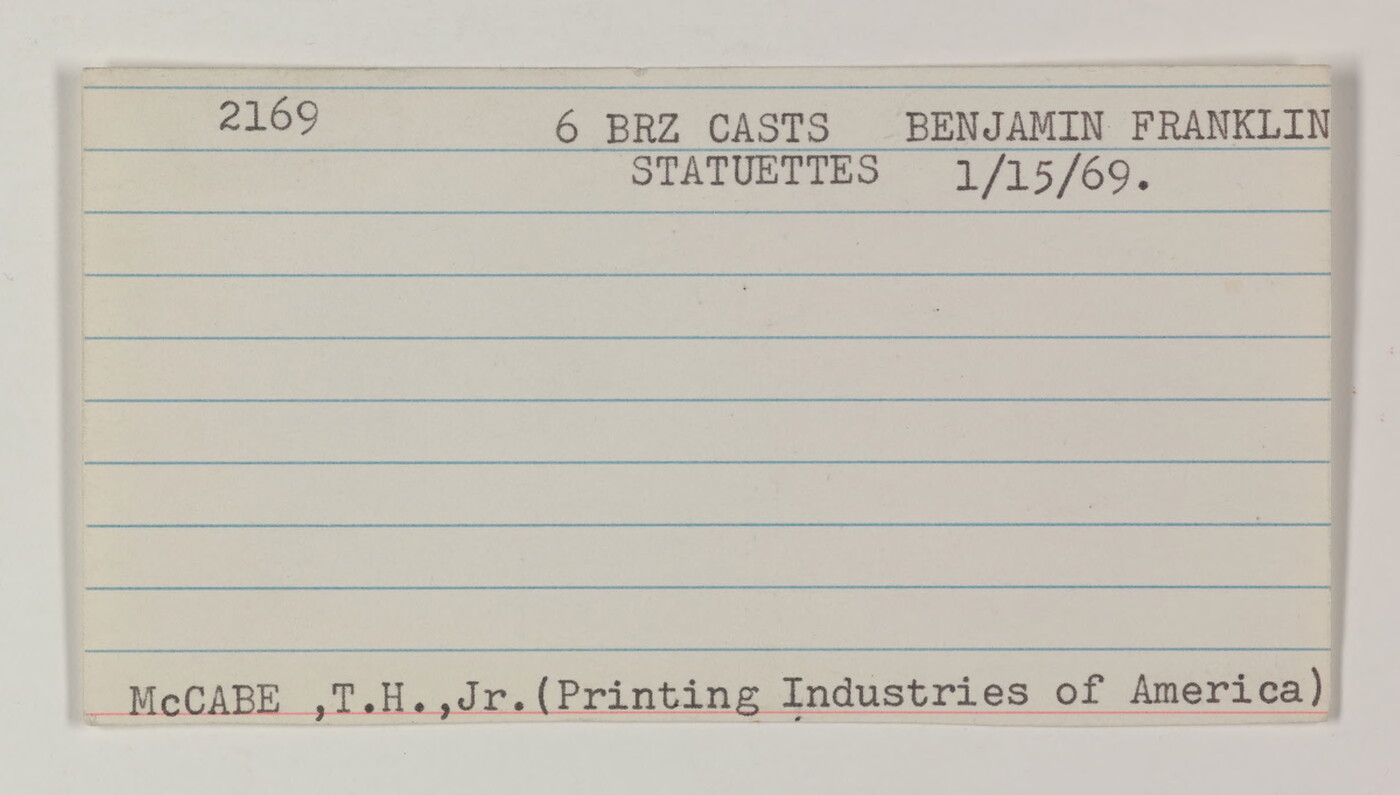 2169 6 BRZ CASTS BENJAMIN FRANKLIN
STATUETTES 1/15/69.
McCABE ,T.H.,Jr.(Printing Industries of America)